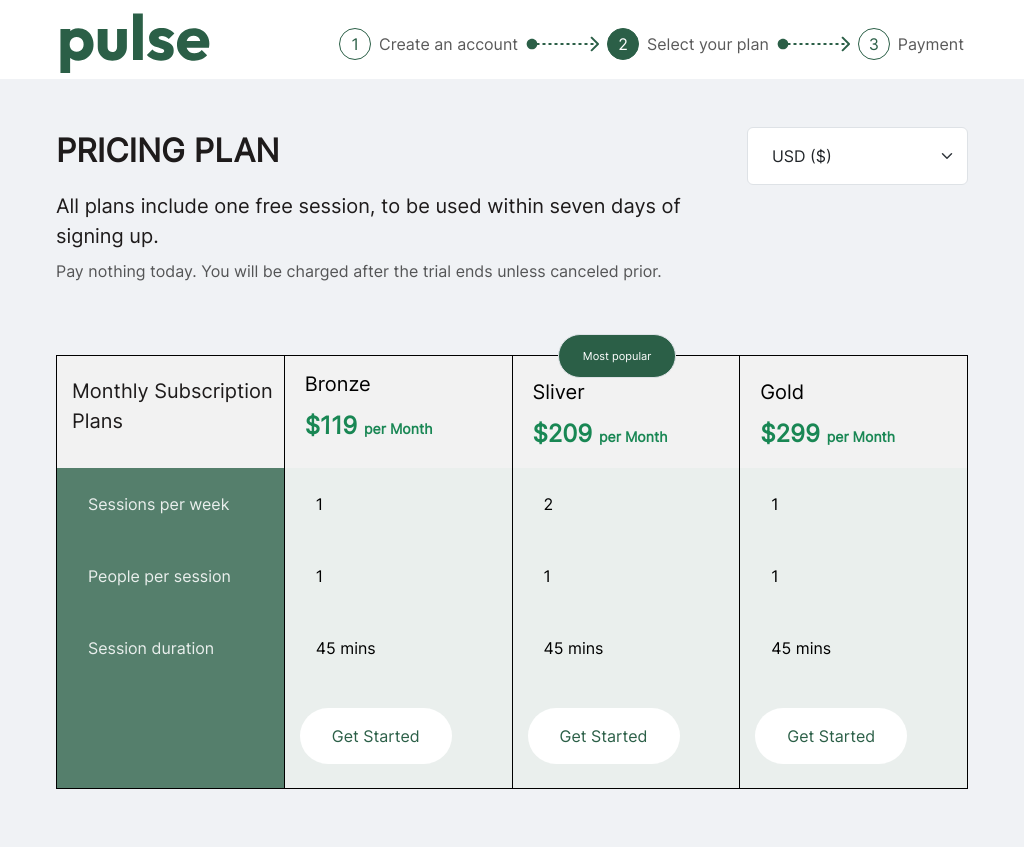 pulse
1 Create an account 2 Select your plan 3 Payment
PRICING PLAN
USD ($)
All plans include one free session, to be used within seven days of
signing up.
Pay nothing today. You will be charged after the trial ends unless canceled prior.
Most popular
Monthly Subscription
Plans
Bronze
$119 per Month
Sliver
$209 per Month
Gold
$299 per Month
Sessions per week 1 2 1
People per session 1 1 1
Session duration 45 mins 45 mins 45 mins
Get Started Get Started Get Started